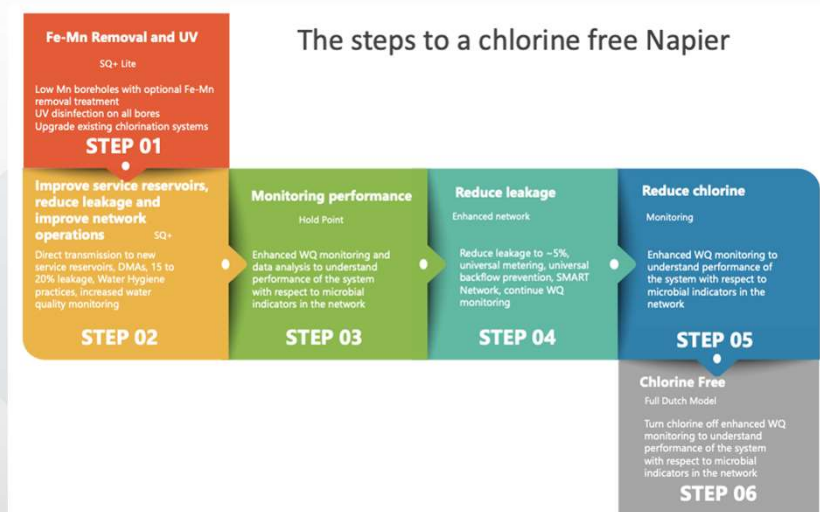 The steps to a chlorine free Napier
Fe-Mn Removal and UV
SQ+ Lite
Low Mn boreholes with optional Fe-Mn
removal treatment
UV disinfection on all bores
Upgrade existing chlorination systems
STEP 01
Improve service reservoirs,
reduce leakage and
improve network
operations SQ+
Direct transmission to new
service reservoirs, DMAs, 15 to
20% leakage, Water Hygiene
practices, increased water
quality monitoring
STEP 02
Monitoring performance
Hold Point
Enhanced WQ monitoring and
data analysis to understand
performance of the system
with respect to microbial
indicators in the network
STEP 03
Reduce leakage
Enhanced network
Reduce leakage to ~5%,
universal metering, universal
backflow prevention, SMART
Network, continue WQ
monitoring
STEP 04
Reduce chlorine
Monitoring
Enhanced WQ monitoring to
understand performance of
the system with respect to
microbial indicators in the
network
STEP 05
Chlorine Free
Full Dutch Model
Turn chlorine off enhanced WQ
monitoring to understand
performance of the system
with respect to microbial
indicators in the network
STEP 06